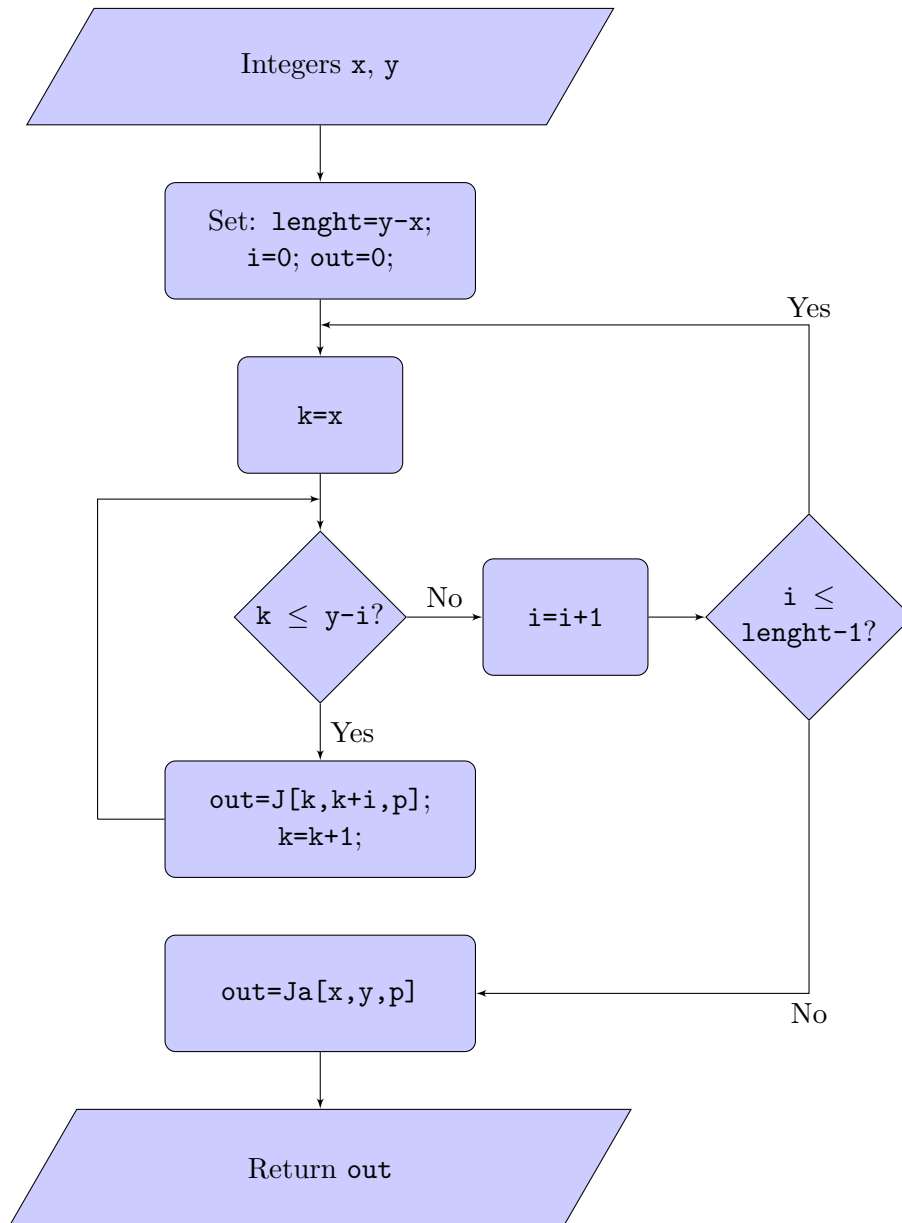 Integers x, y
Set: lenght=y-x;
i=0; out=0;
Yes
k=x
k ≤ y-i?
No
i=i+1
i ≤
lenght-1?
Yes
out=J[k,k+i,p];
k=k+1;
out=Ja[x,y,p]
No
Return out